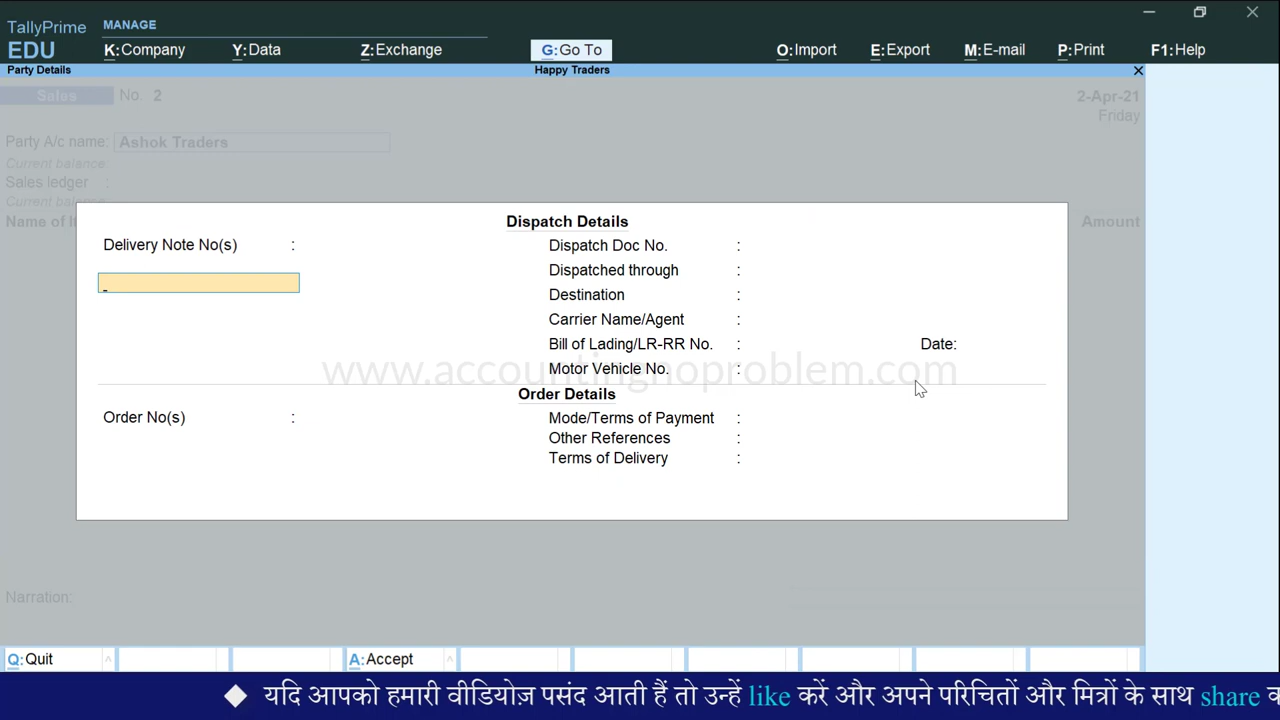 TallyPrime MANAGE
EDU K:Company Y:Data Z:Exchange G:Go To O:Import E:Export M:E-mail P:Print F1:Help
Party Details Happy Traders
Sales No. 2 2-Apr-21
Friday
Party A/c name: Ashok Traders
Current balance:
Sales ledger :
Current balance:
Name of It Amount
Dispatch Details
Delivery Note No(s) : Dispatch Doc No. :
Dispatched through :
Destination :
Carrier Name/Agent :
Bill of Lading/LR-RR No. : Date:
www.accountingnoproblem.com
Motor Vehicle No. :
Order Details
Order No(s) : Mode/Terms of Payment :
Other References :
Terms of Delivery :
Narration:
Q:Quit A:Accept
यदि आपको हमारी वीडियोज़ पसंद आती हैं तो उन्हें like करें और अपने परिचितों और मित्रों के साथ share